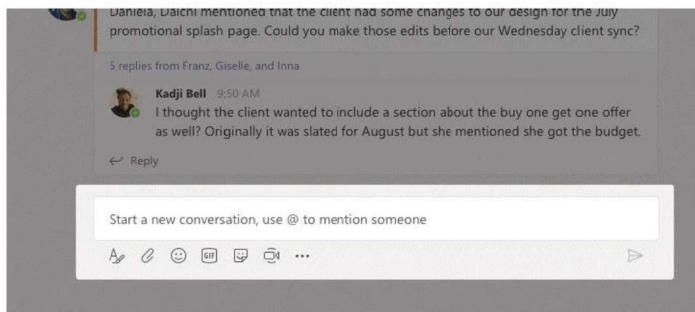 Daniela, Daichi mentioned that the client had some changes to our design for the July
promotional splash page. Could you make those edits before our Wednesday client sync?
5 replies from Franz, Giselle, and Inna
Kadji Bell 9:50 AM
I thought the client wanted to include a section about the buy one get one offer
as well? Originally it was slated for August but she mentioned she got the budget.
Reply
Start a new conversation, use @ to mention someone
GIF